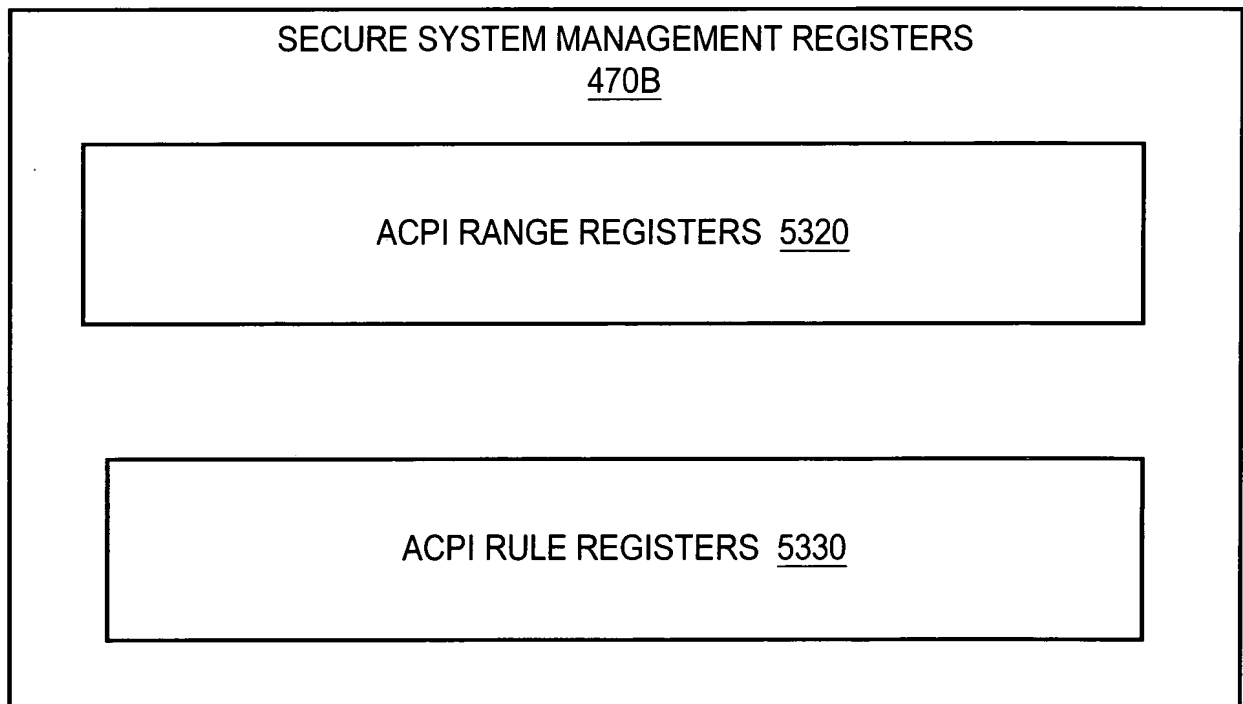 SECURE SYSTEM MANAGEMENT REGISTERS
470B
ACPI RANGE REGISTERS 5320
ACPI RULE REGISTERS 5330